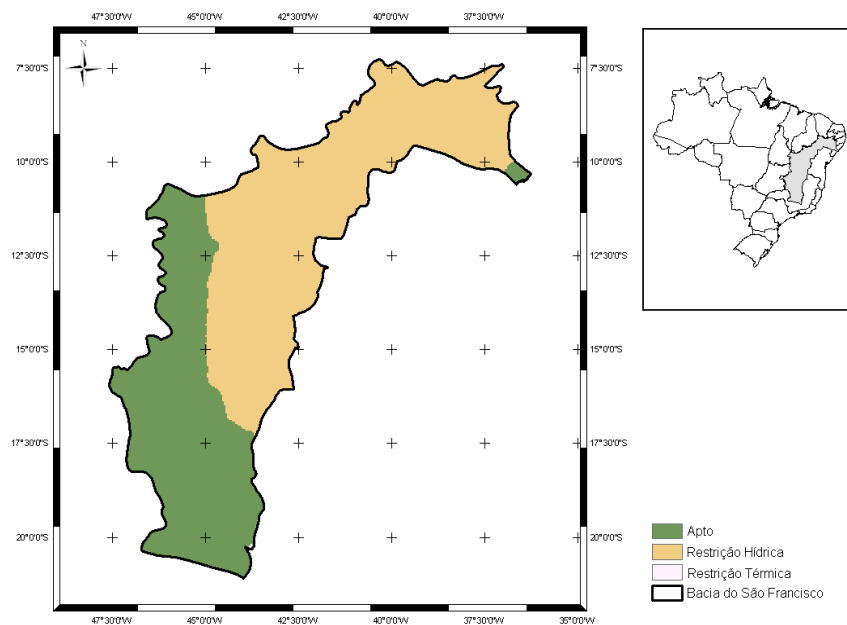 47°30'0"W 45°0'0"W 42°30'0"W 40°0'0"W 37°30'0"W 35°0'0"W
N
7°30'0"S 7°30'0"S
10°0'0"S 10°0'0"S
12°30'0"S 12°30'0"S
15°0'0"S 15°0'0"S
17°30'0"S 17°30'0"S
20°0'0"S 20°0'0"S
47°30'0"W 45°0'0"W 42°30'0"W 40°0'0"W 37°30'0"W 35°0'0"W
Apto
Restrição Hídrica
Restrição Térmica
Bacia do São Francisco